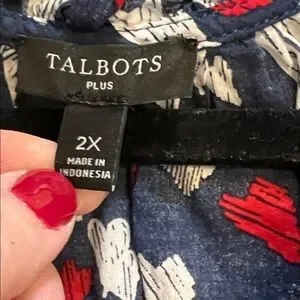 TALBOTS
PLUS
2X
MADE IN
INDONESIA